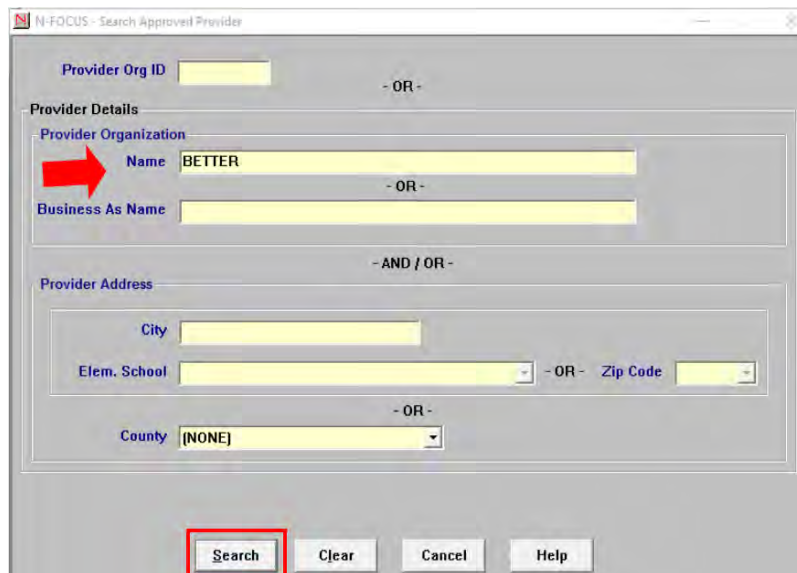 N-FOCUS - Search Approved Provider
Provider Org ID
- OR -
Provider Details
Provider Organization
Name BETTER
- OR -
Business As Name
- AND / OR -
Provider Address
City
Elem. School - OR - Zip Code
- OR -
County (NONE)
Search Clear Cancel Help